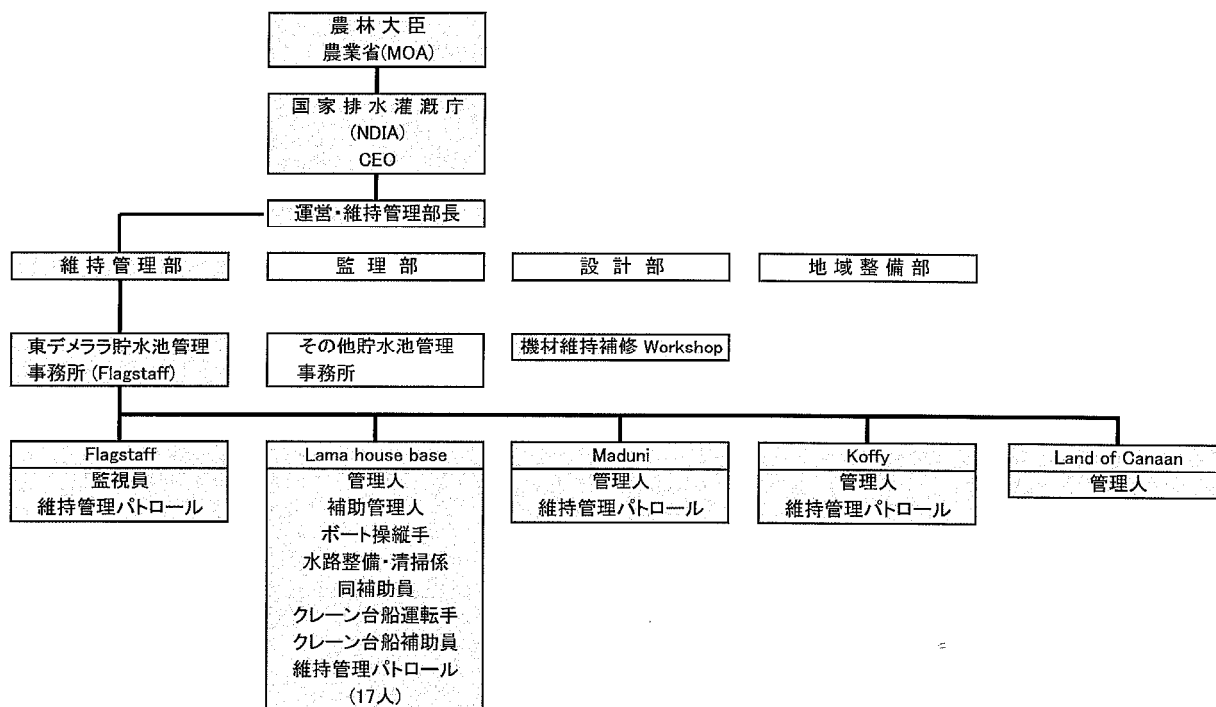 農林大臣
農業省(MOA)
国家排水灌漑庁
(NDIA)
CEO
運営・維持管理部長
維持管理部
監理部
設計部
地域整備部
東デメララ貯水池管理
事務所 (Flagstaff)
その他貯水池管理
事務所
機材維持補修 Workshop
Flagstaff
監視員
維持管理パトロール
Lama house base
管理人
補助管理人
ボート操縦手
水路整備・清掃係
同補助員
クレーン台船運転手
クレーン台船補助員
維持管理パトロール
(17人)
Maduni
管理人
維持管理パトロール
Koffy
管理人
維持管理パトロール
Land of Canaan
管理人